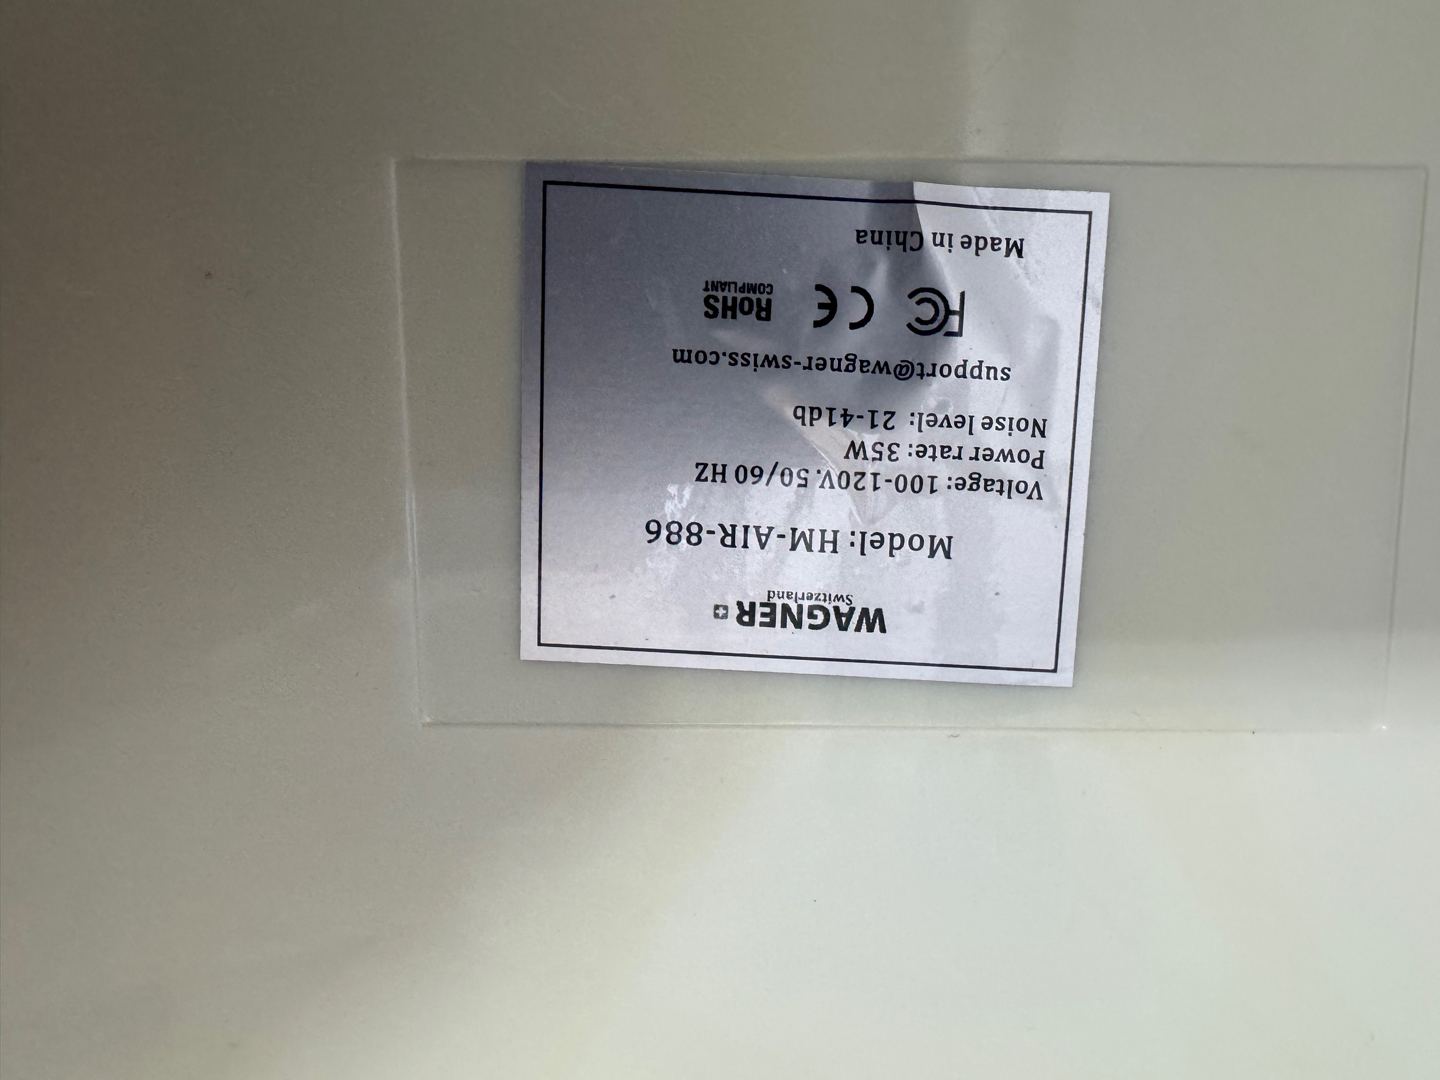 WAGNER
Switzerland
Model: HM-AIR-886
Voltage: 100-120V. 50/60 HZ
Power rate: 35W
Noise level: 21-41db
support@wagner-swiss.com
FC CE RoHS
COMPLIANT
Made in China